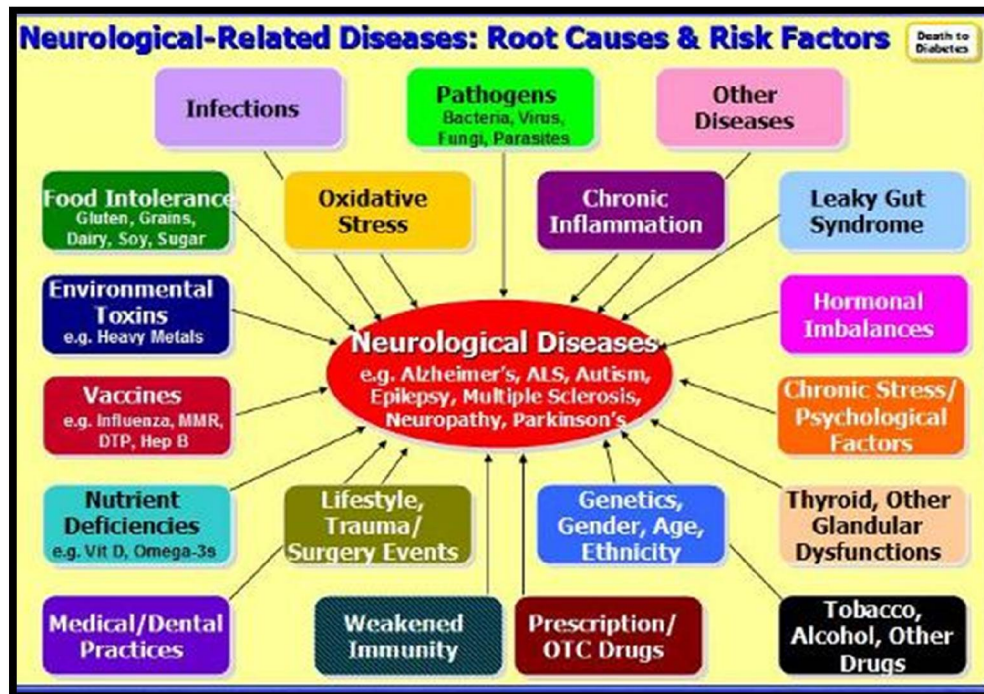 Neurological-Related Diseases: Root Causes & Risk Factors
Death to
Diabetes
Infections
Pathogens
Bacteria, Virus,
Fungi, Parasites
Other
Diseases
Food Intolerance
Gluten, Grains,
Dairy, Soy, Sugar
Oxidative
Stress
Chronic
Inflammation
Leaky Gut
Syndrome
Environmental
Toxins
e.g. Heavy Metals
Neurological Diseases
e.g. Alzheimer's, ALS, Autism,
Epilepsy, Multiple Sclerosis,
Neuropathy, Parkinson's
Hormonal
Imbalances
Vaccines
e.g. Influenza, MMR,
DTP, Hep B
Chronic Stress/
Psychological
Factors
Nutrient
Deficiencies
e.g. Vit D, Omega-3s
Lifestyle,
Trauma/
Surgery Events
Genetics,
Gender, Age,
Ethnicity
Thyroid, Other
Glandular
Dysfunctions
Medical/Dental
Practices
Weakened
Immunity
Prescription/
OTC Drugs
Tobacco,
Alcohol, Other
Drugs